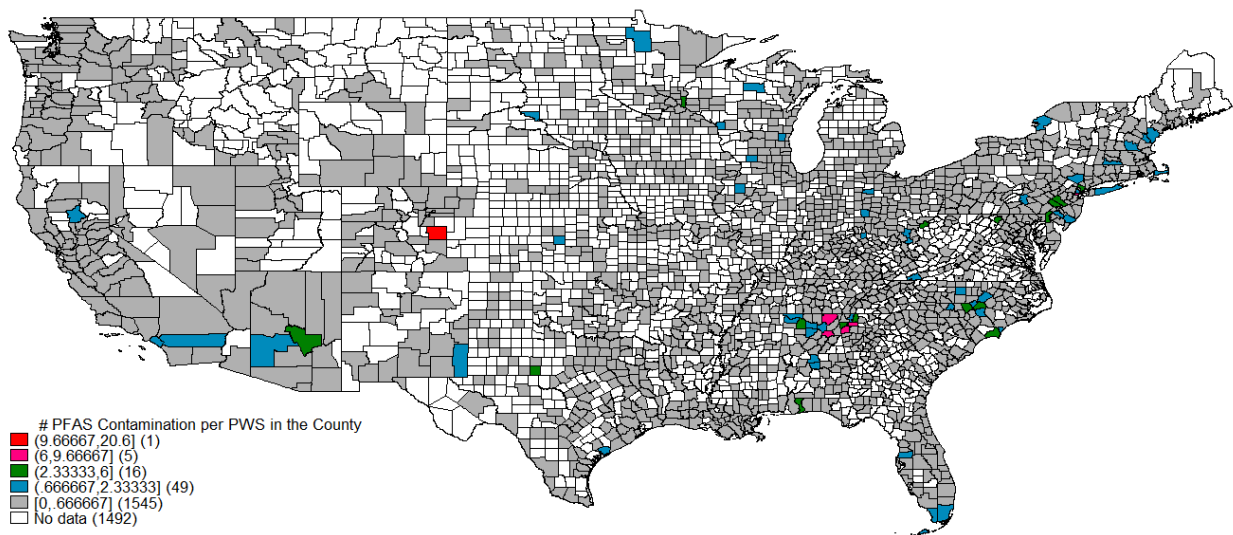 # PFAS Contamination per PWS in the County
(9.66667,20.6] (1)
(6,9.66667] (5)
(2.33333,6] (16)
(.666667,2.33333] (49)
[0,.666667] (1545)
No data (1492)